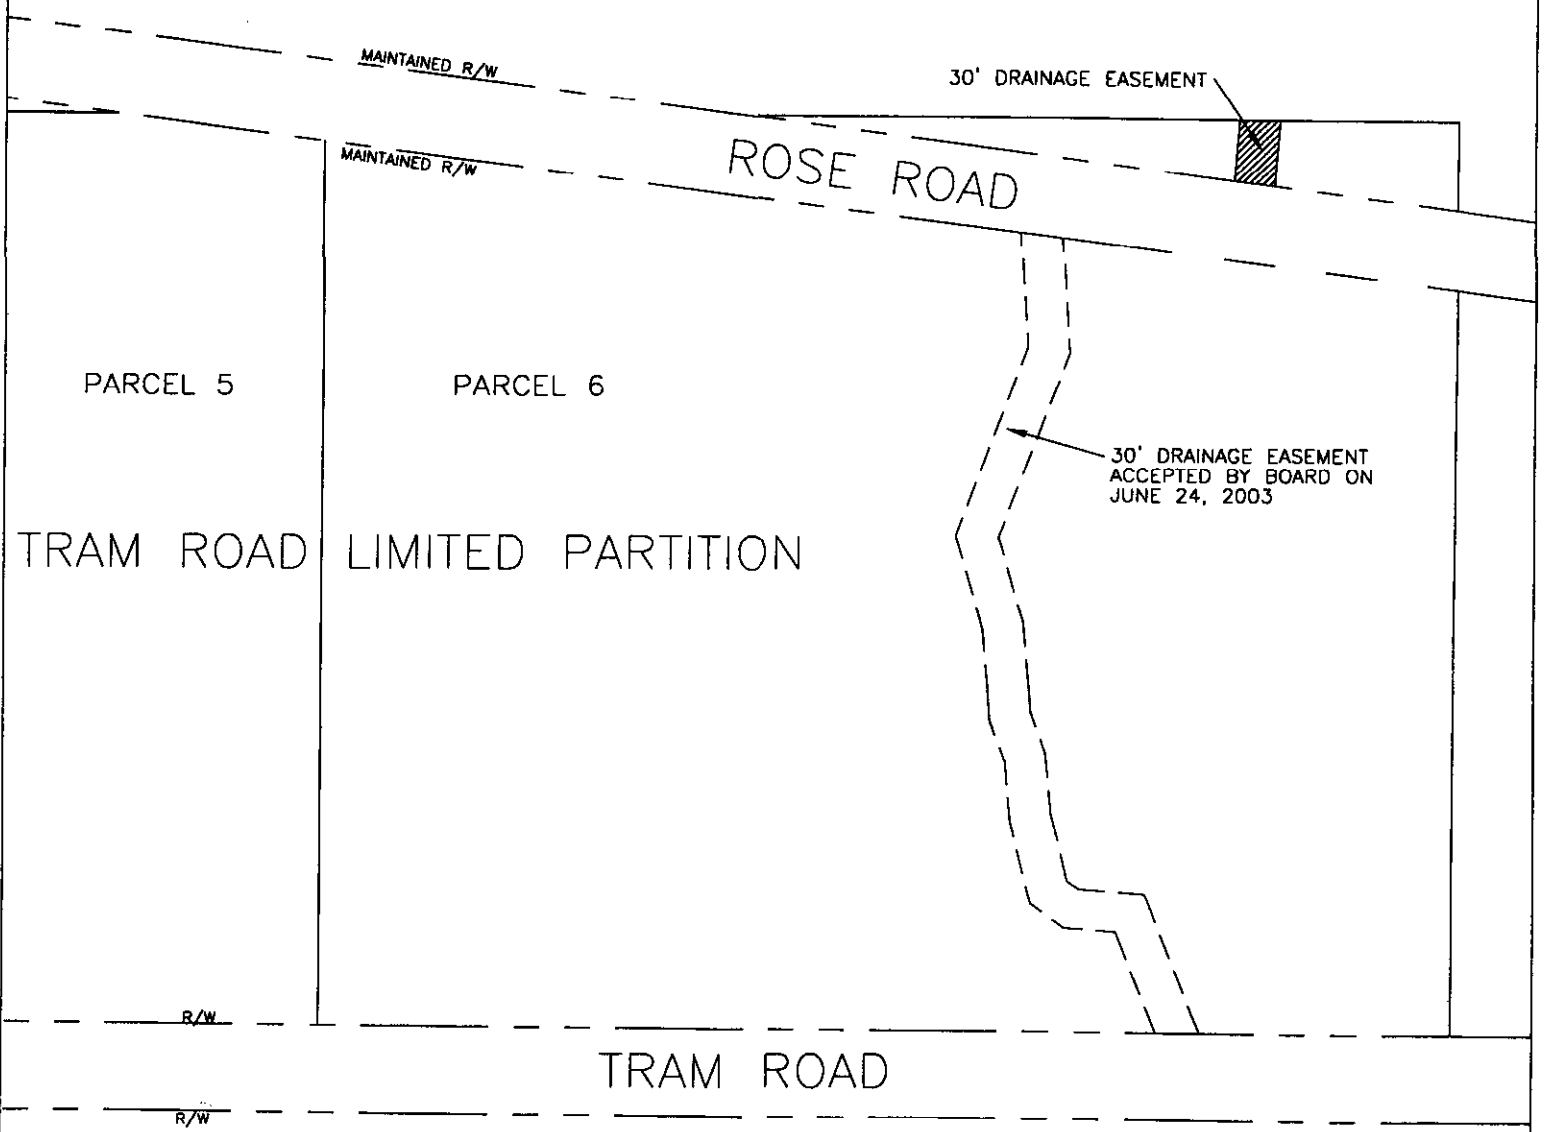 MAINTAINED R/W
30' DRAINAGE EASEMENT
MAINTAINED R/W
ROSE ROAD
PARCEL 5
PARCEL 6
30' DRAINAGE EASEMENT
ACCEPTED BY BOARD ON
JUNE 24, 2003
TRAM ROAD LIMITED PARTITION
R/W
TRAM ROAD
R/W